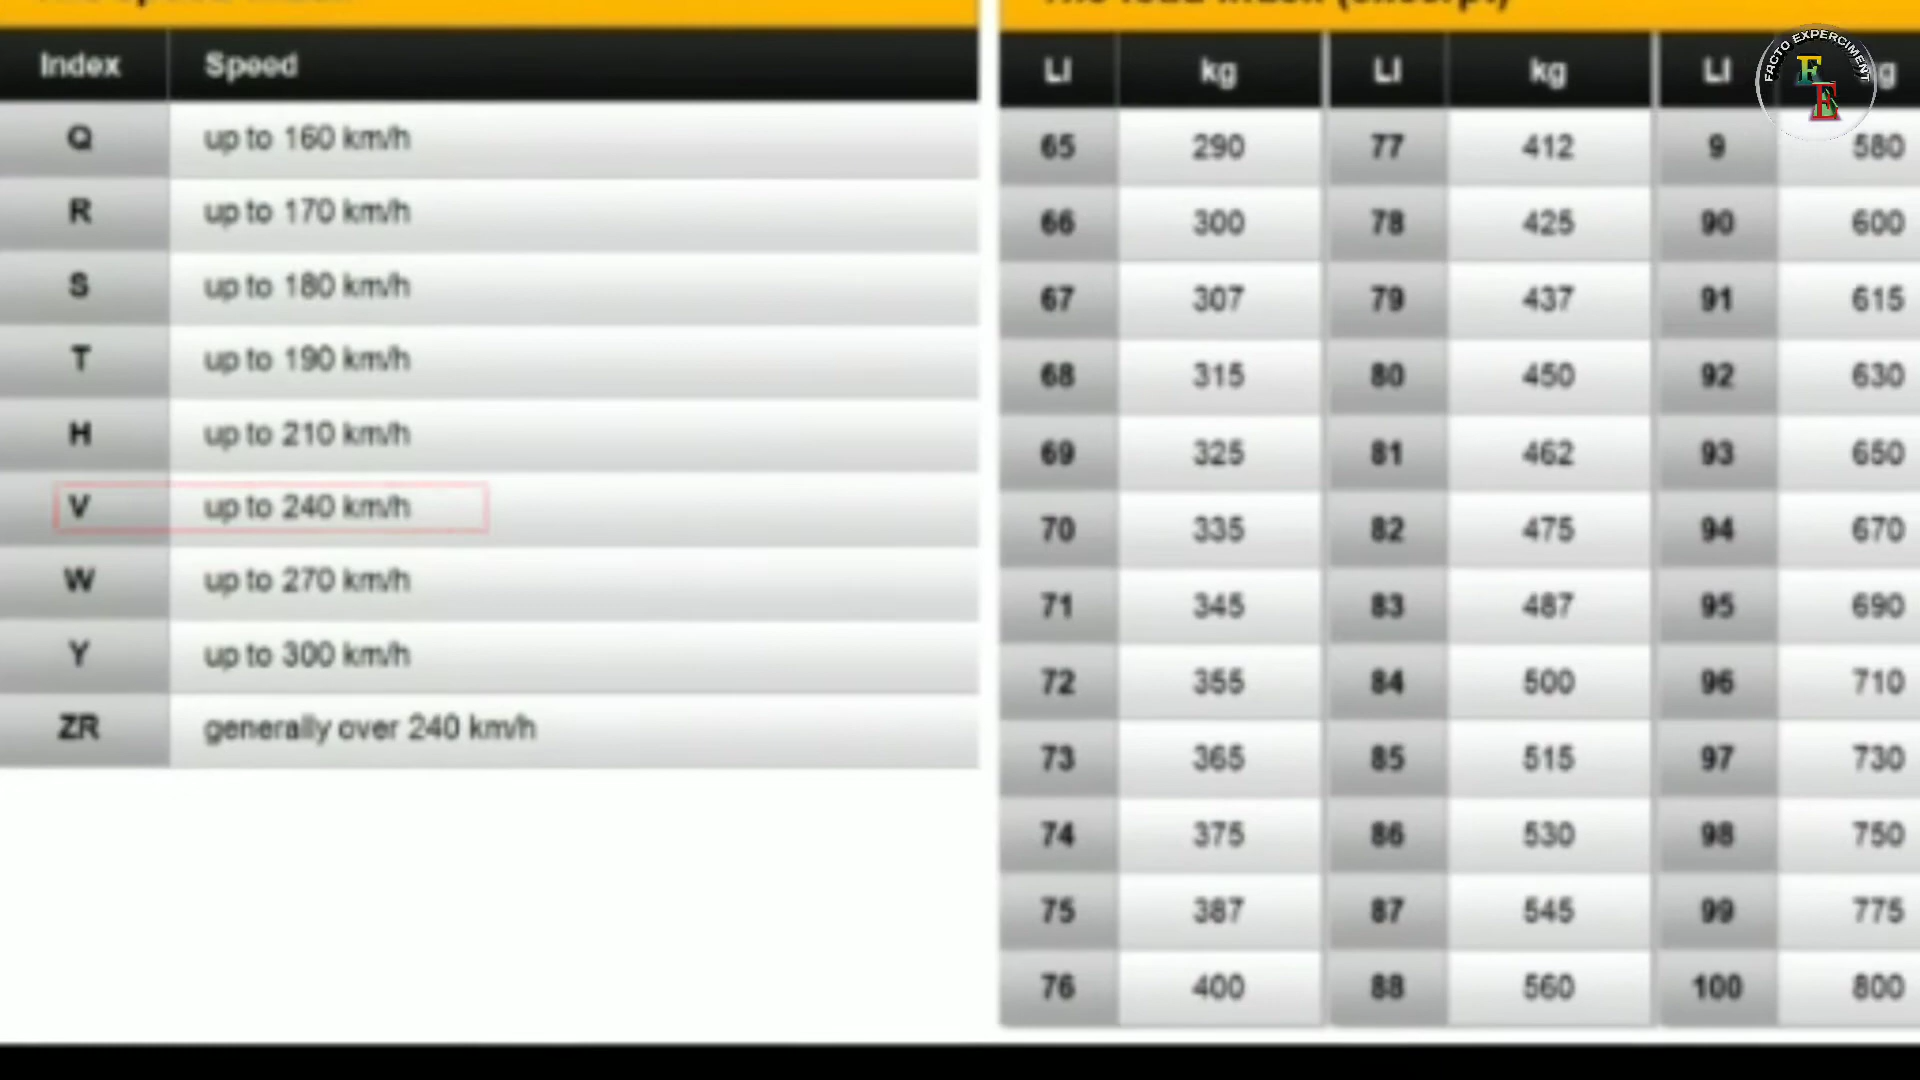 The load index (excerpt)
Index Speed
Q up to 160 km/h
R up to 170 km/h
S up to 180 km/h
T up to 190 km/h
H up to 210 km/h
V up to 240 km/h
W up to 270 km/h
Y up to 300 km/h
ZR generally over 240 km/h
LI kg LI kg LI g
65 290 77 412 9 580
66 300 78 425 90 600
67 307 79 437 91 615
68 315 80 450 92 630
69 325 81 462 93 650
70 335 82 475 94 670
71 345 83 487 95 690
72 355 84 500 96 710
73 365 85 515 97 730
74 375 86 530 98 750
75 387 87 545 99 775
76 400 88 560 100 800
FACTO EXPERCIMENT
F E